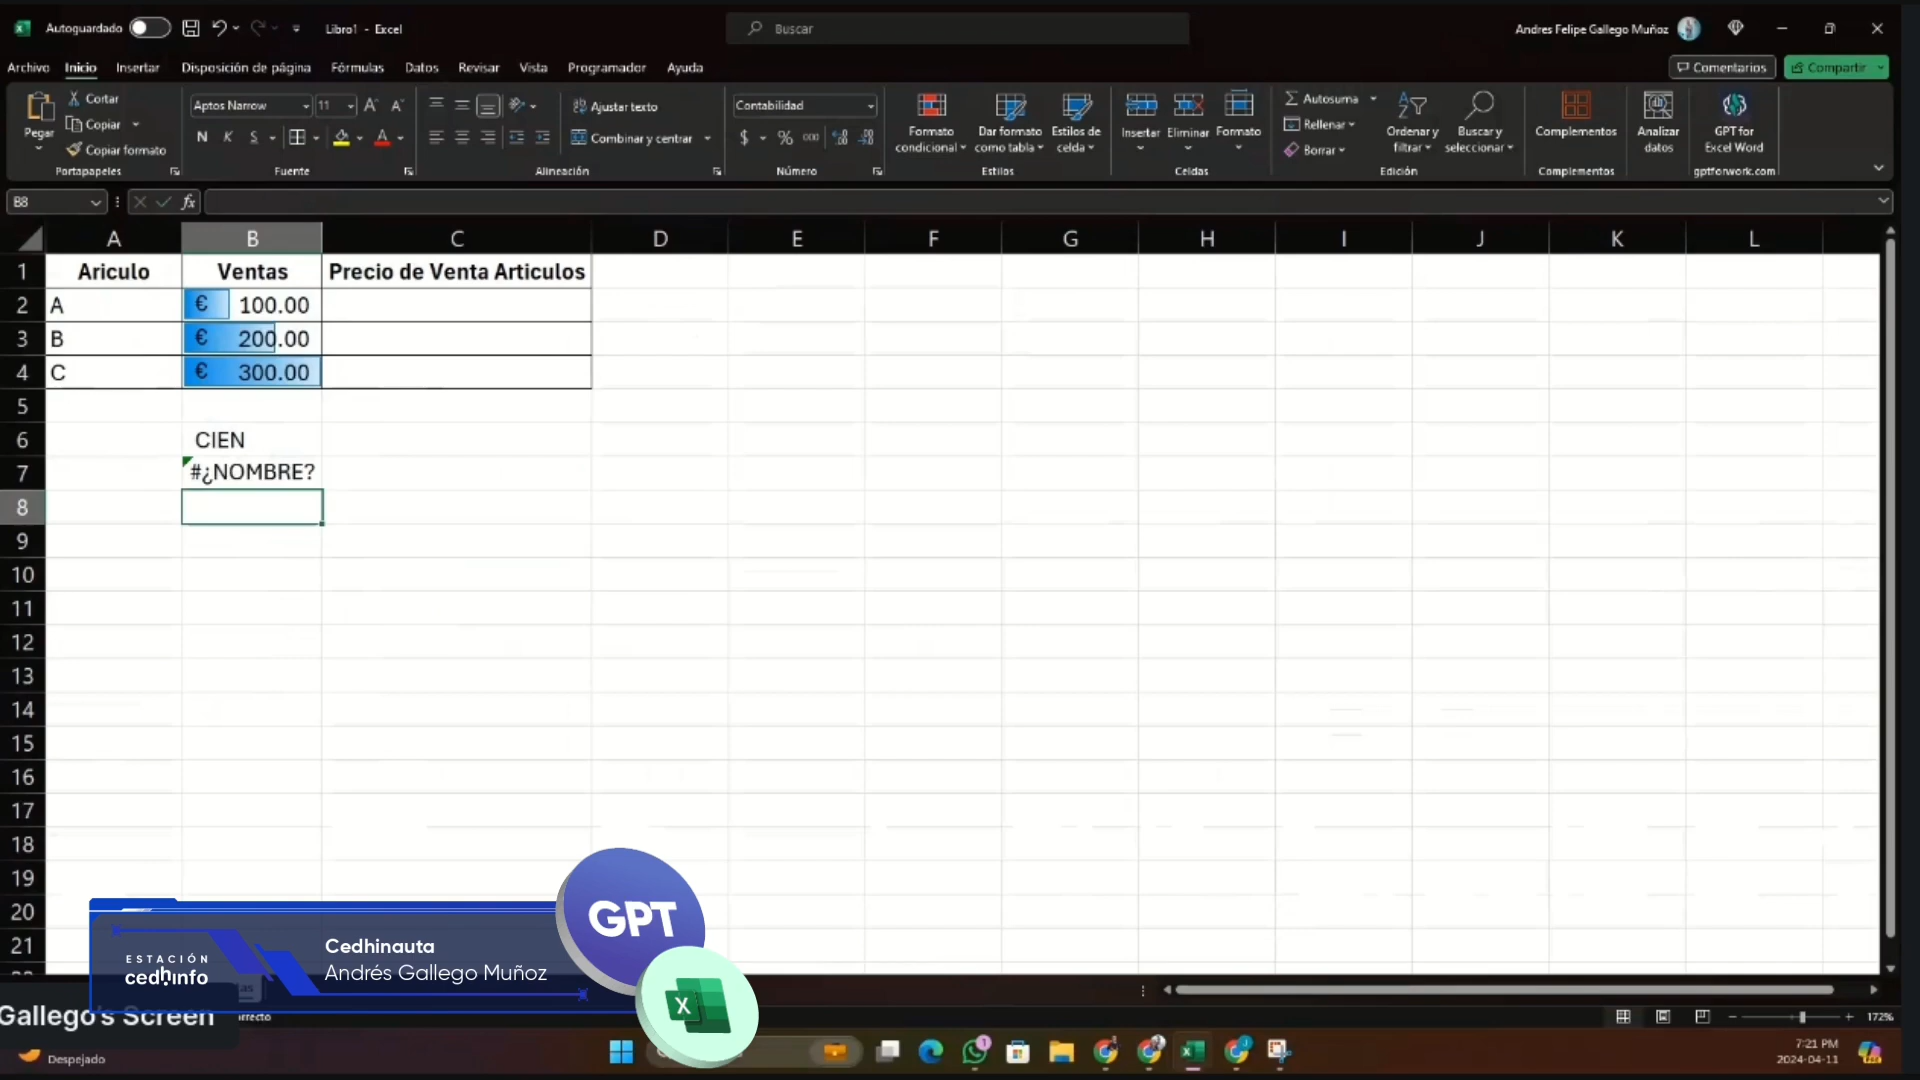 Autoguardado
Libro1 - Excel
Buscar
Andres Felipe Gallego Muñoz
Archivo Inicio Insertar Disposición de página Fórmulas Datos Revisar Vista Programador Ayuda
Comentarios Compartir
Pegar
Cortar
Copiar
Copiar formato
Portapapeles
Aptos Narrow 11
N K S
Fuente
Ajustar texto
Combinar y centrar
Alineación
Contabilidad
$ % 000
Número
Formato condicional
Dar formato como tabla
Estilos de celda
Estilos
Insertar Eliminar Formato
Celdas
Autosuma
Rellenar
Borrar
Ordenar y filtrar
Buscar y seleccionar
Edición
Complementos
Complementos
Analizar datos
GPT for Excel Word
gptforwork.com
B8 fx
A B C D E F G H I J K L
1 Ariculo Ventas Precio de Venta Articulos
2 A € 100.00
3 B € 200.00
4 C € 300.00
5
6 CIEN
7 #¿NOMBRE?
8
9
10
11
12
13
14
15
16
17
18
19
20
21
GPT
ESTACIÓN
cedhinfo
Cedhinauta
Andrés Gallego Muñoz
X
Gallego's Screen
172%
Despejado
7:21 PM
2024-04-11